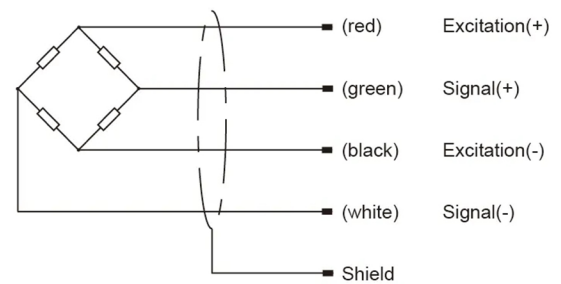 (red) Excitation(+)
(green) Signal(+)
(black) Excitation(-)
(white) Signal(-)
Shield